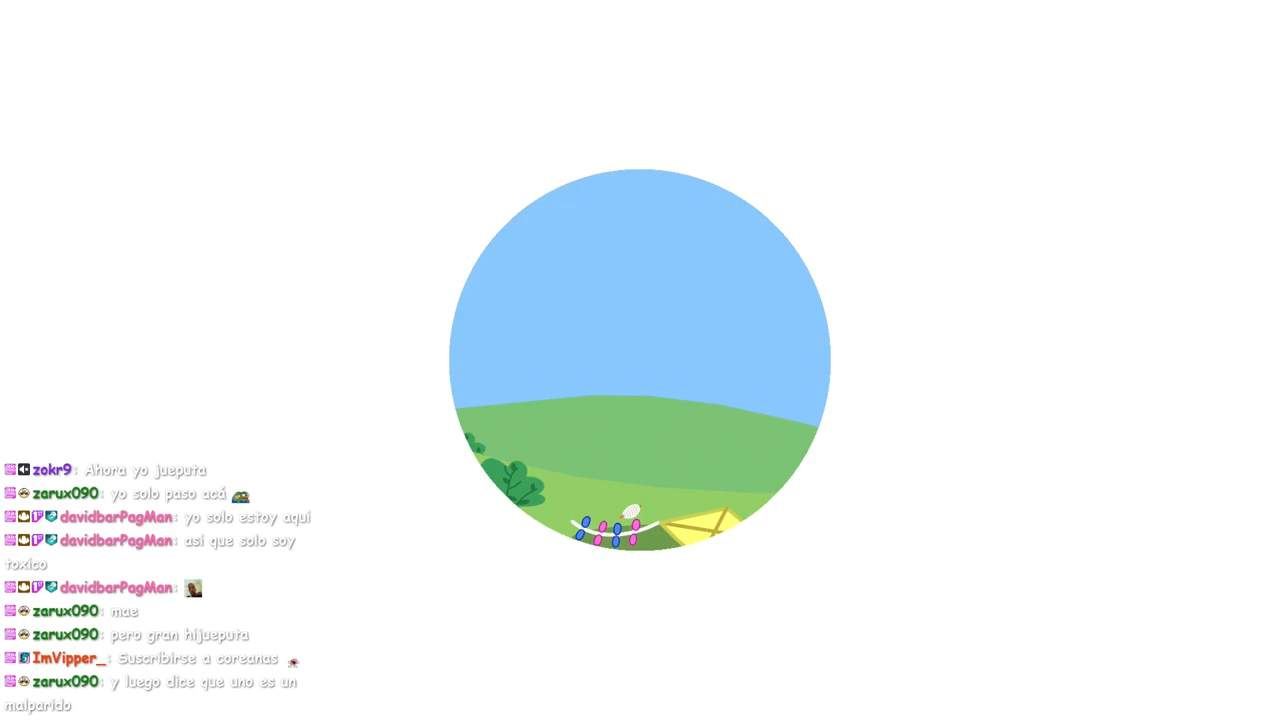 zokr9: Ahora yo jueputa
zarux090: yo solo paso acá
davidbarPagMan: yo solo estoy aqui
davidbarPagMan: asi que solo soy
toxico
davidbarPagMan:
zarux090: mae
zarux090: pero gran hijueputa
ImVipper_: Suscribirse a coreanas
zarux090: y luego dice que uno es un
malparido